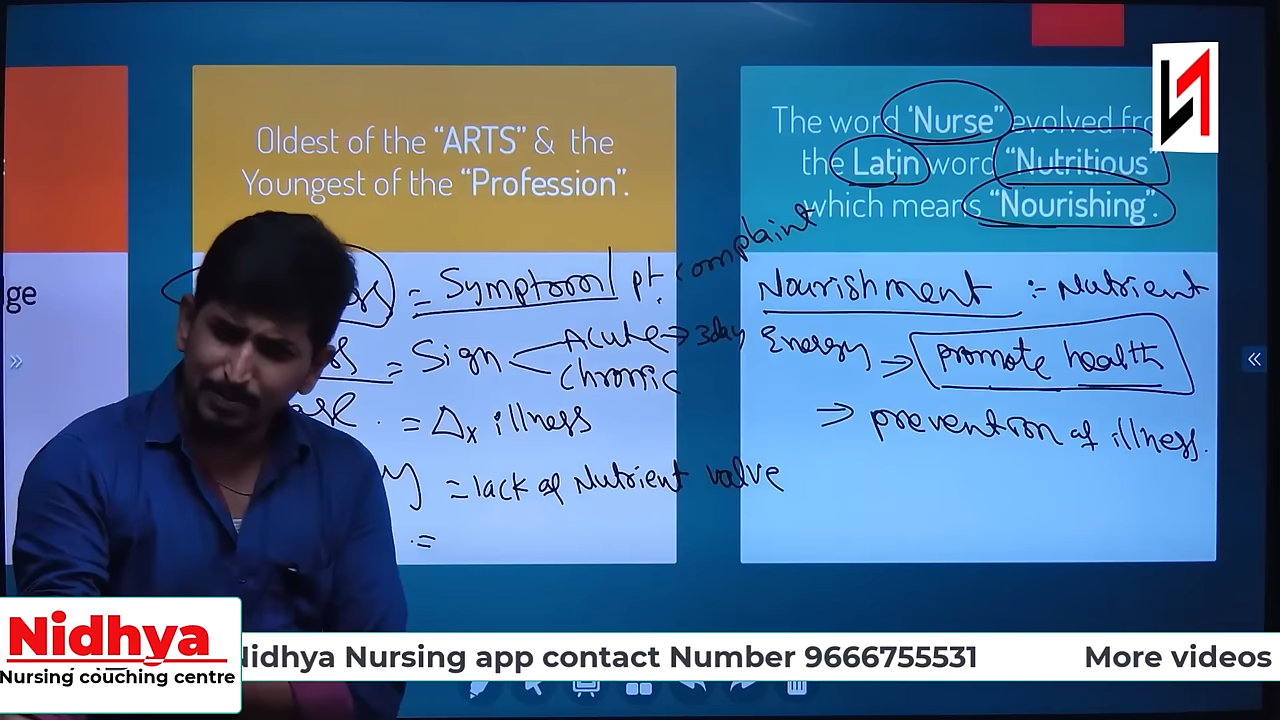 ge
»
Oldest of the “ARTS” & the
Youngest of the “Profession”.
= Symptom / pt. complaint
= Sign
Acute → 3day
chronic
= Δx illness
= lack of Nutrient valve
=
The word ‘Nurse” evolved
the Latin word “Nutritious”
which means “Nourishing”.
Nourishment :- Nutrient
Energy → promote health
→ prevention of illness.
«
Nidhya
Nursing couching centre
Nidhya Nursing app contact Number 9666755531
More videos